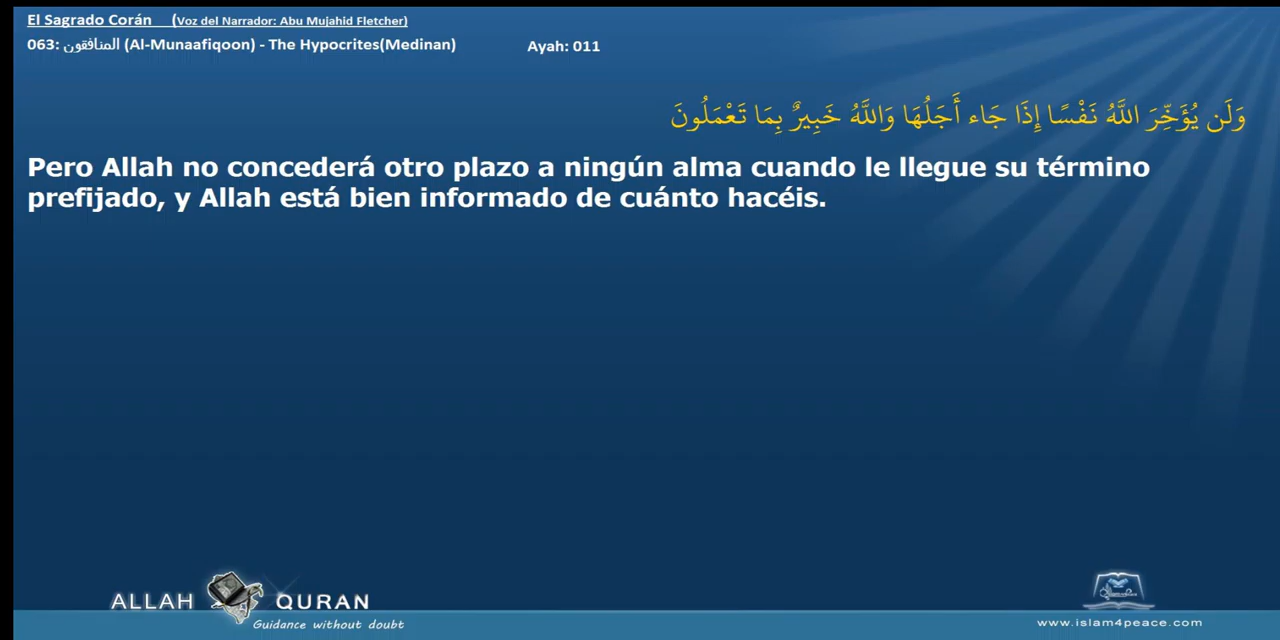 El Sagrado Corán (Voz del Narrador: Abu Mujahid Fletcher)
063: المنافقون (Al-Munaafiqoon) - The Hypocrites(Medinan) Ayah: 011
وَلَن يُؤَخِّرَ اللَّهُ نَفْسًا إِذَا جَاء أَجَلُهَا وَاللَّهُ خَبِيرٌ بِمَا تَعْمَلُونَ
Pero Allah no concederá otro plazo a ningún alma cuando le llegue su término
prefijado, y Allah está bien informado de cuánto hacéis.
ALLAH QURAN
Guidance without doubt
www.islam4peace.com